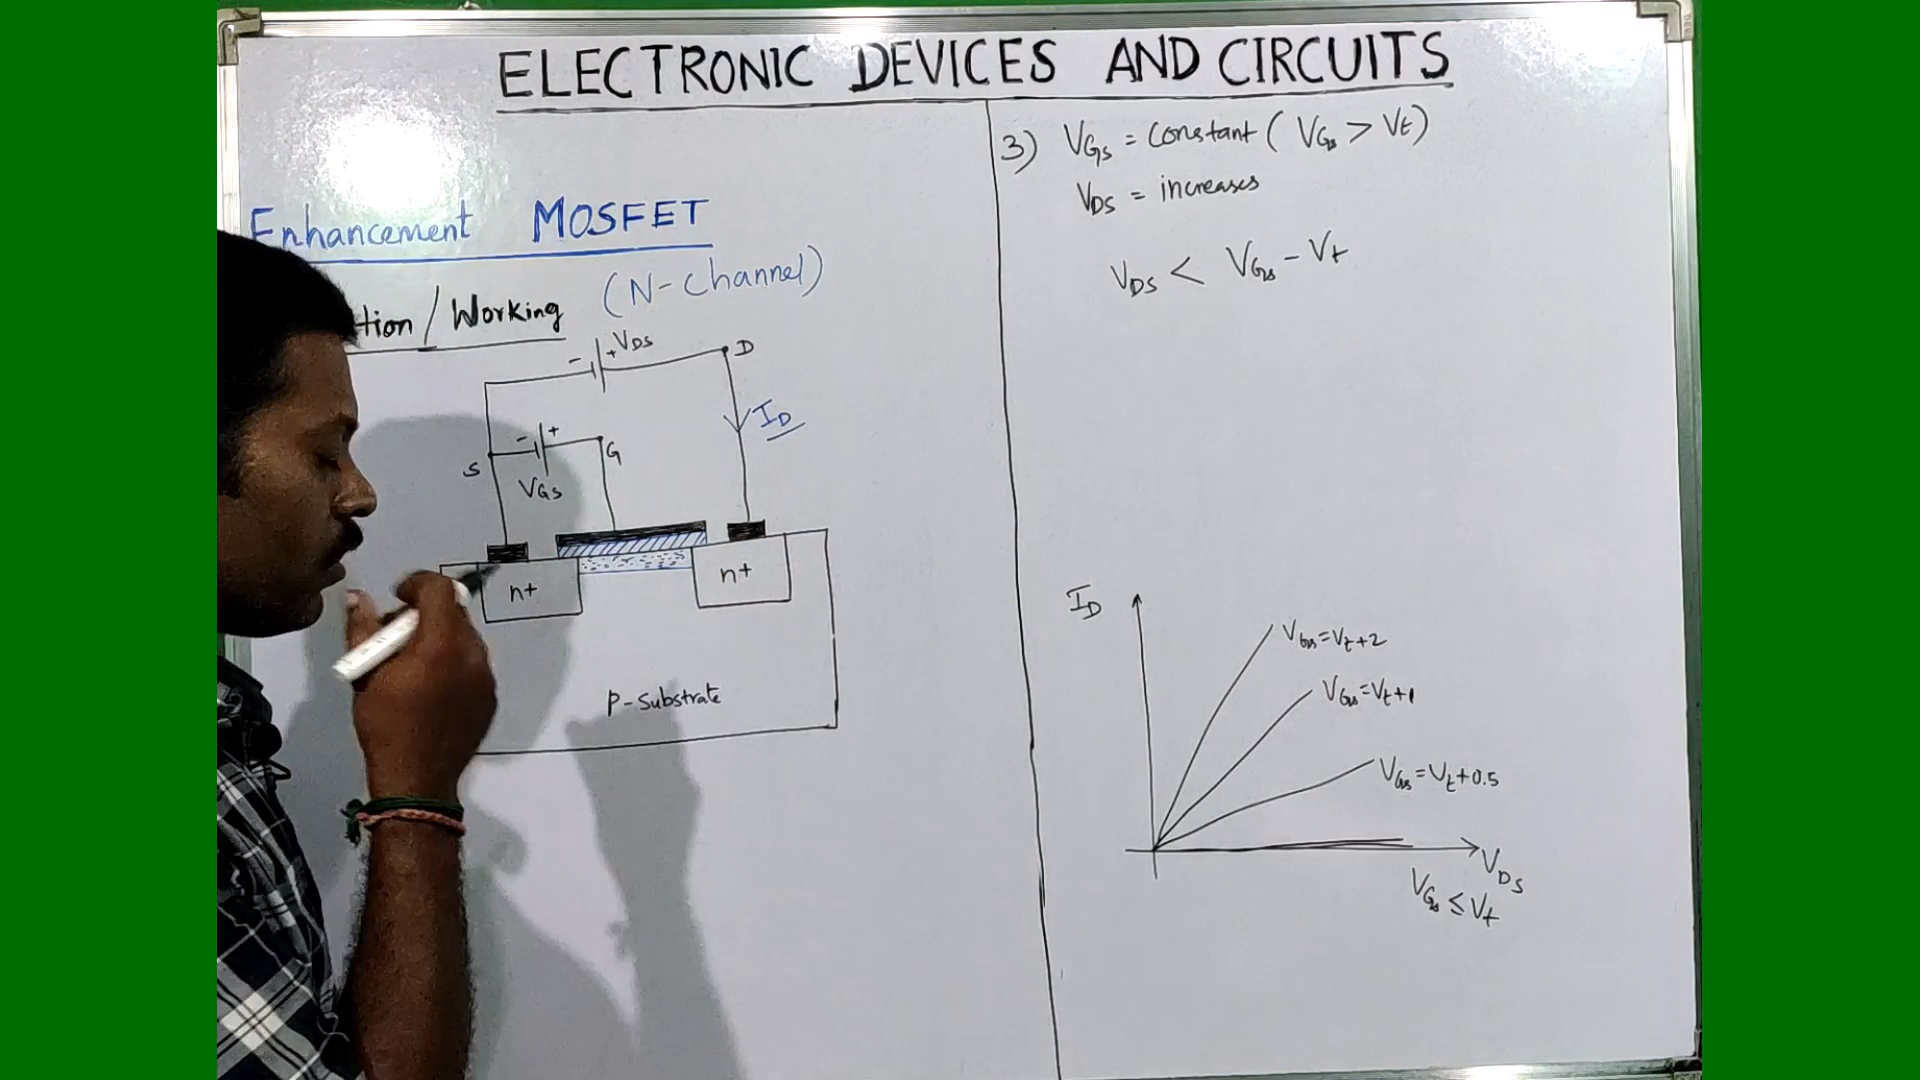 ELECTRONIC DEVICES AND CIRCUITS
Enhancement MOSFET
(N-Channel)
tion / Working
- + VDS
D
ID
- +
S
G
VGS
n+
n+
P-Substrate
3) VGS = Constant ( VGS > Vt)
VDS = increases
VDS < VGS - Vt
ID
VGS=Vt+2
VGS=Vt+1
VGS=Vt+0.5
VDS
VGS ≤ Vt